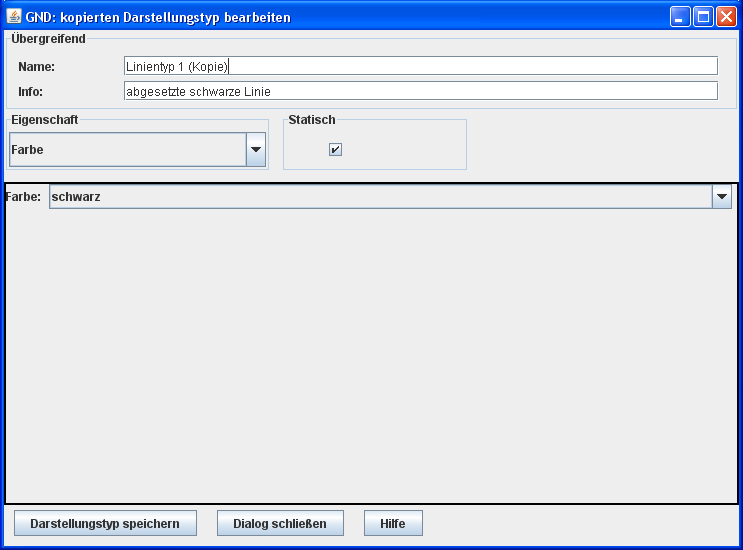 GND: kopierten Darstellungstyp bearbeiten
Übergreifend
Name: Linientyp 1 (Kopie)
Info: abgesetzte schwarze Linie
Eigenschaft Statisch
Farbe
Farbe: schwarz
Darstellungstyp speichern Dialog schließen Hilfe